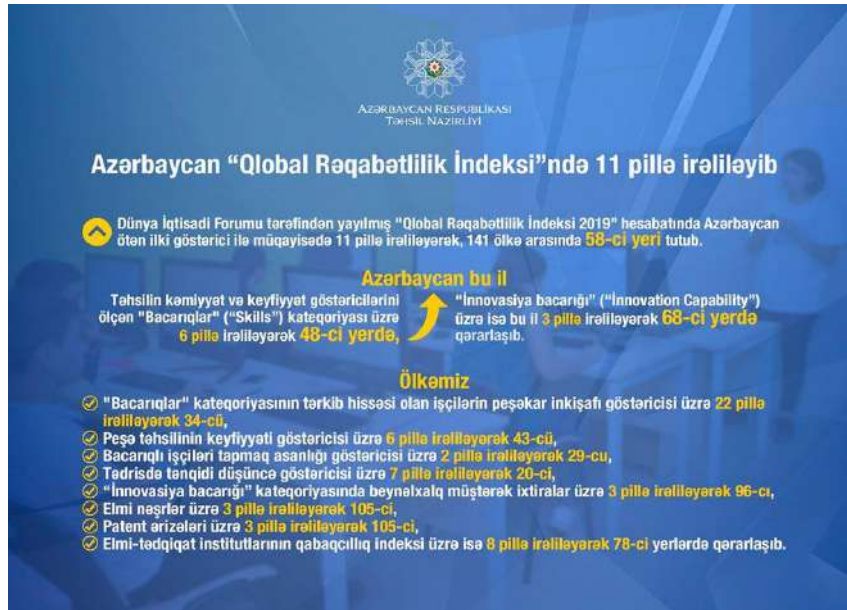 AZƏRBAYCAN RESPUBLİKASI
TƏHSİL NAZİRLİYİ
Azərbaycan “Qlobal Rəqabətlilik İndeksi”ndə 11 pillə irəliləyib
Dünya İqtisadi Forumu tərəfindən yayılmış “Qlobal Rəqabətlilik İndeksi 2019” hesabatında Azərbaycan
ötən ilki göstərici ilə müqayisədə 11 pillə irəliləyərək, 141 ölkə arasında 58-ci yeri tutub.
Azərbaycan bu il
Təhsilin kəmiyyət və keyfiyyət göstəricilərini
ölçən "Bacarıqlar" (“Skills”) kateqoriyası üzrə
6 pillə irəliləyərək 48-ci yerdə,
“İnnovasiya bacarığı” (“İnnovation Capability”)
üzrə isə bu il 3 pillə irəliləyərək 68-ci yerdə
qərarlaşıb.
Ölkəmiz
"Bacarıqlar" kateqoriyasının tərkib hissəsi olan işçilərin peşəkar inkişafı göstəricisi üzrə 22 pillə
irəliləyərək 34-cü,
Peşə təhsilinin keyfiyyəti göstəricisi üzrə 6 pillə irəliləyərək 43-cü,
Bacarıqlı işçiləri tapmaq asanlığı göstəricisi üzrə 2 pillə irəliləyərək 29-cu,
Tədrisdə tənqidi düşüncə göstəricisi üzrə 7 pillə irəliləyərək 20-ci,
“İnnovasiya bacarığı” kateqoriyasında beynəlxalq müştərək ixtiralar üzrə 3 pillə irəliləyərək 96-cı,
Elmi nəşrlər üzrə 3 pillə irəliləyərək 105-ci,
Patent ərizələri üzrə 3 pillə irəliləyərək 105-ci,
Elmi-tədqiqat institutlarının qabaqcıllıq indeksi üzrə isə 8 pillə irəliləyərək 78-ci yerlərdə qərarlaşıb.